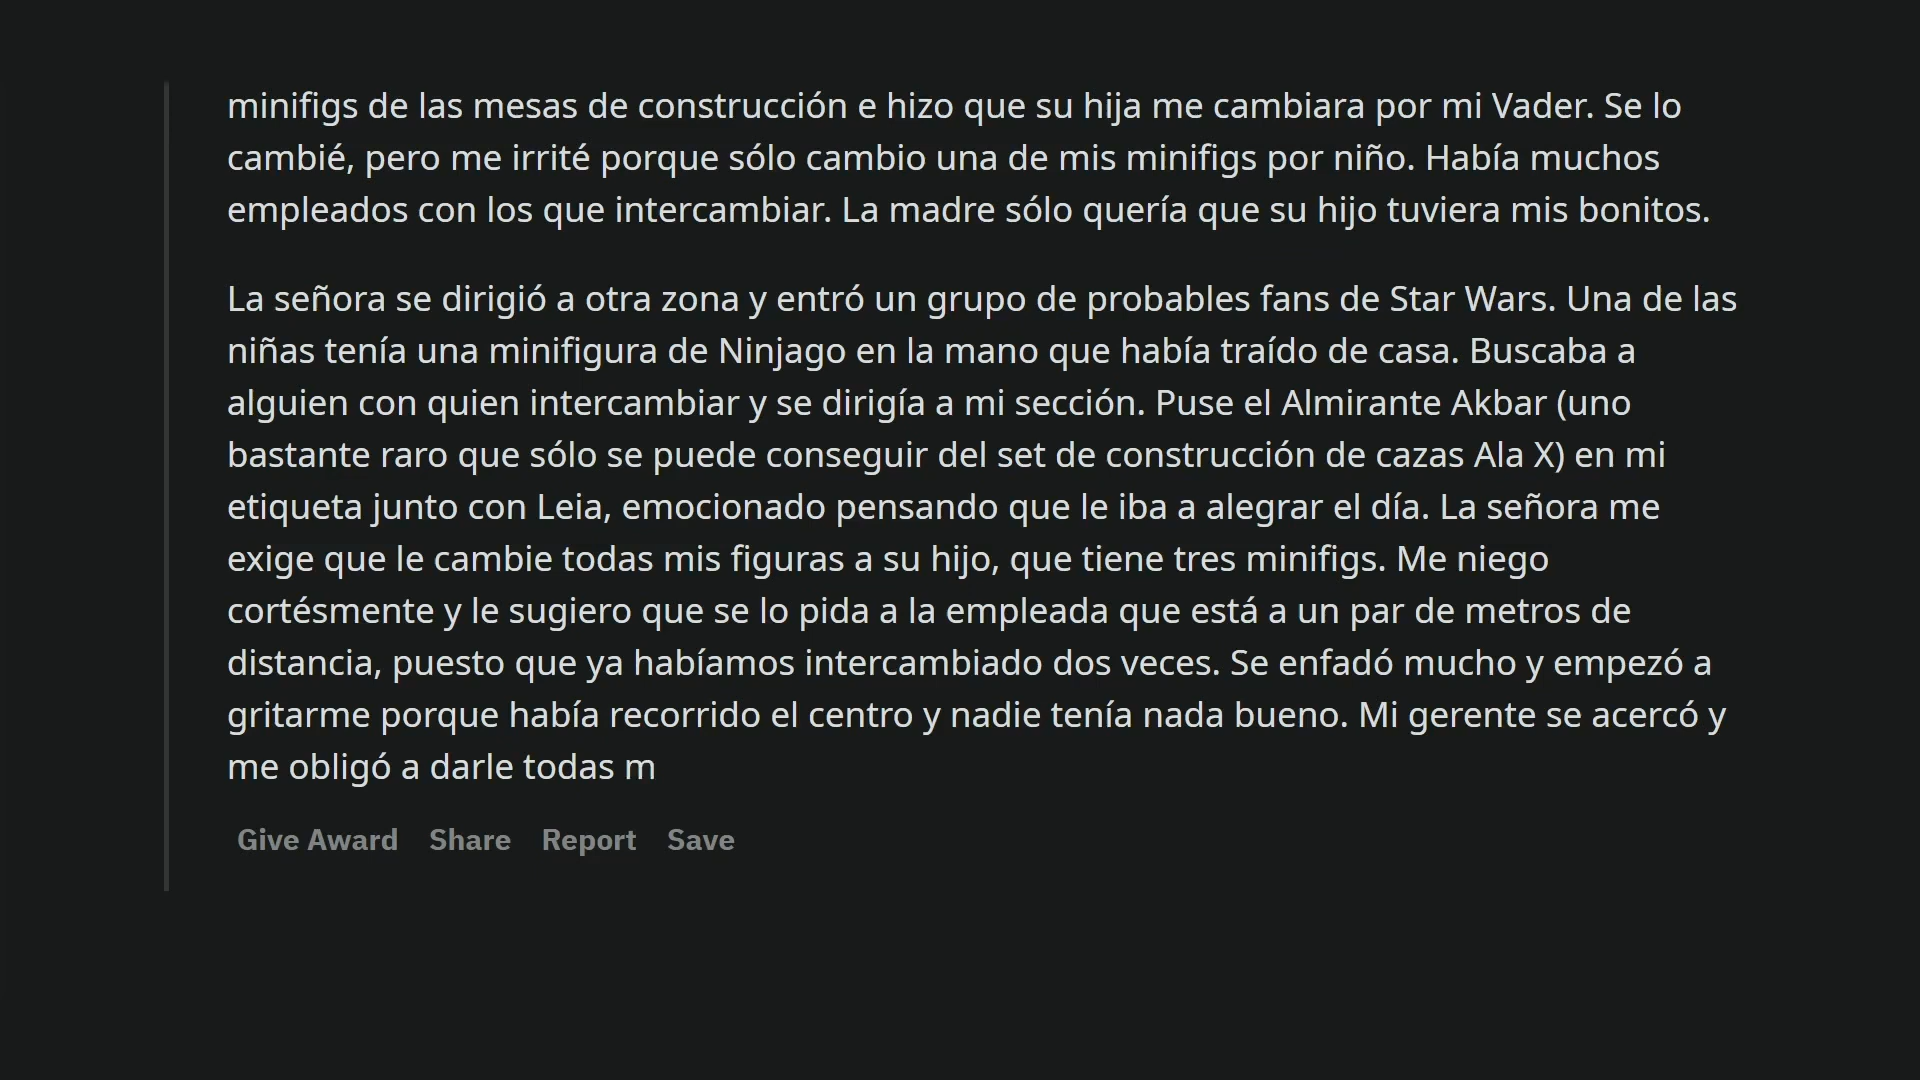 minifigs de las mesas de construcción e hizo que su hija me cambiara por mi Vader. Se lo
cambié, pero me irrité porque sólo cambio una de mis minifigs por niño. Había muchos
empleados con los que intercambiar. La madre sólo quería que su hijo tuviera mis bonitos.
La señora se dirigió a otra zona y entró un grupo de probables fans de Star Wars. Una de las
niñas tenía una minifigura de Ninjago en la mano que había traído de casa. Buscaba a
alguien con quien intercambiar y se dirigía a mi sección. Puse el Almirante Akbar (uno
bastante raro que sólo se puede conseguir del set de construcción de cazas Ala X) en mi
etiqueta junto con Leia, emocionado pensando que le iba a alegrar el día. La señora me
exige que le cambie todas mis figuras a su hijo, que tiene tres minifigs. Me niego
cortésmente y le sugiero que se lo pida a la empleada que está a un par de metros de
distancia, puesto que ya habíamos intercambiado dos veces. Se enfadó mucho y empezó a
gritarme porque había recorrido el centro y nadie tenía nada bueno. Mi gerente se acercó y
me obligó a darle todas m
Give Award Share Report Save